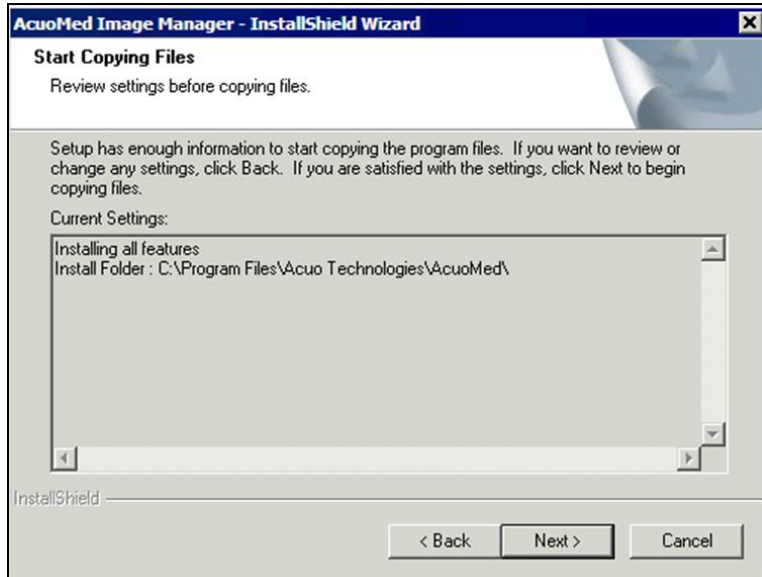 AcuoMed Image Manager - InstallShield Wizard
Start Copying Files
Review settings before copying files.
Setup has enough information to start copying the program files.  If you want to review or
change any settings, click Back.  If you are satisfied with the settings, click Next to begin
copying files.
Current Settings:
Installing all features
Install Folder : C:\Program Files\Acuo Technologies\AcuoMed\
InstallShield
< Back
Next >
Cancel